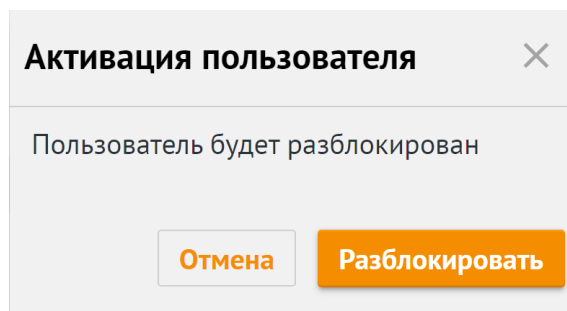 Активация пользователя
Пользователь будет разблокирован
Отмена
Разблокировать